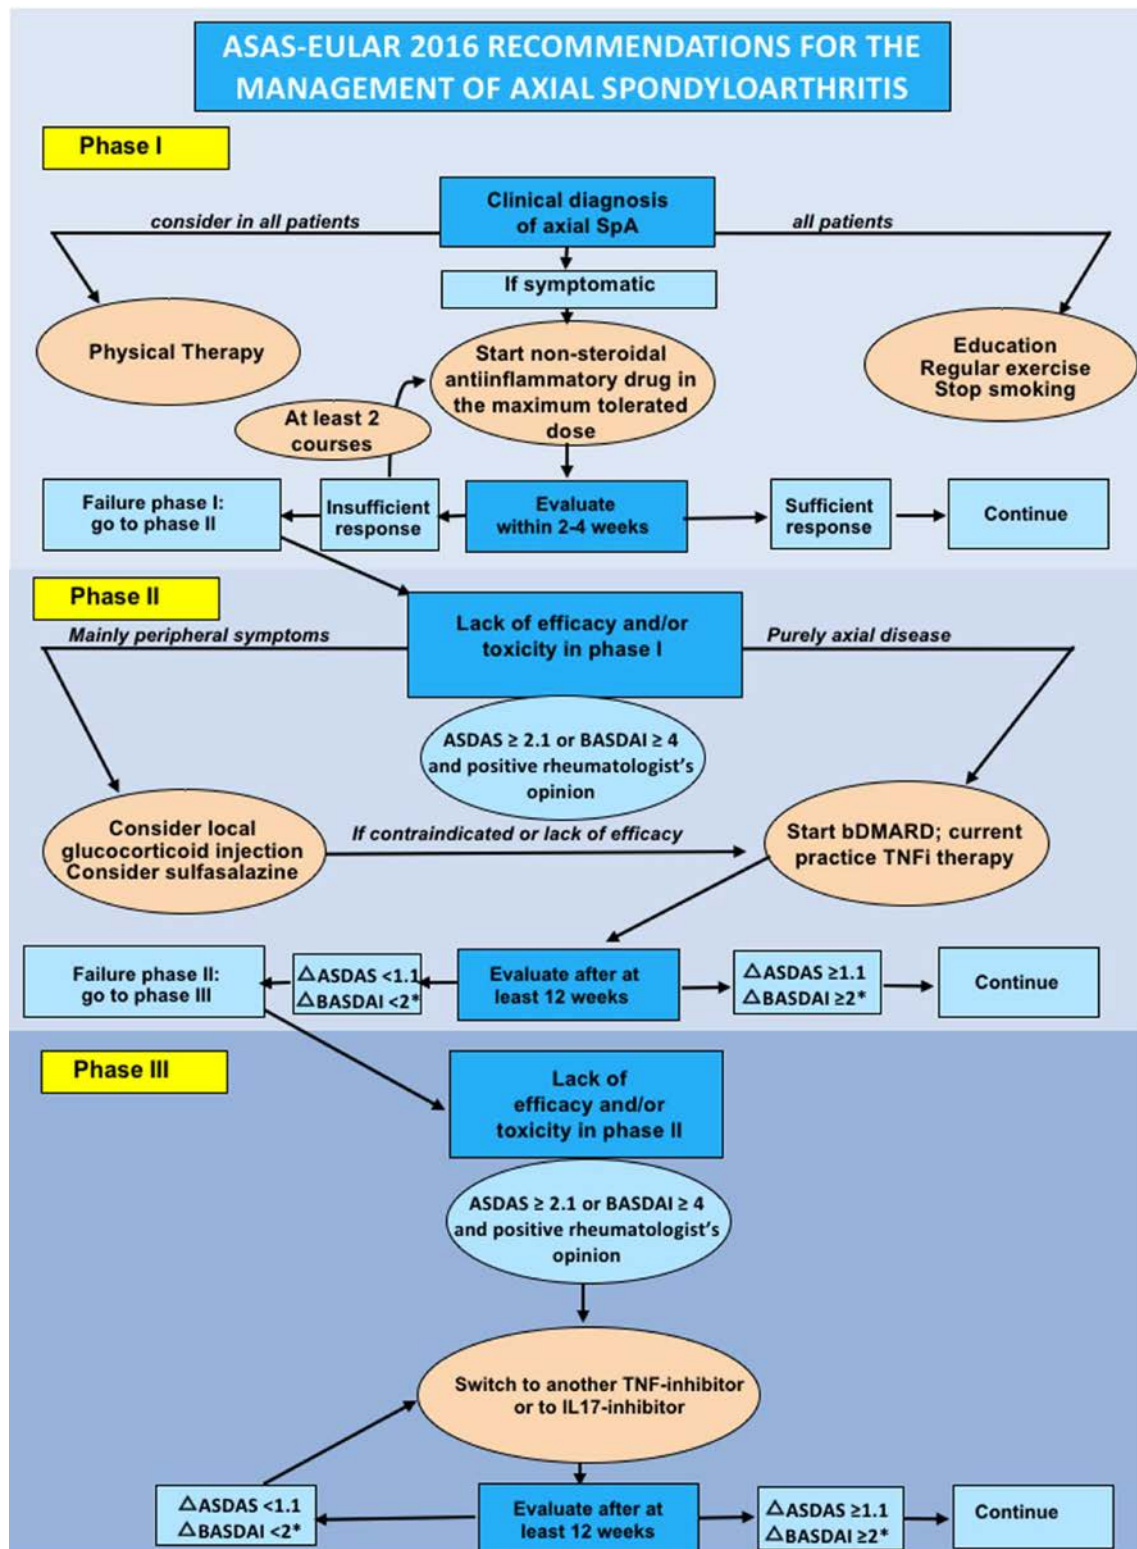 ASAS-EULAR 2016 RECOMMENDATIONS FOR THE
MANAGEMENT OF AXIAL SPONDYLOARTHRITIS
Phase I
Clinical diagnosis
of axial SpA
consider in all patients
all patients
If symptomatic
Physical Therapy
Start non-steroidal
antiinflammatory drug in
the maximum tolerated
dose
Education
Regular exercise
Stop smoking
At least 2
courses
Failure phase I:
go to phase II
Insufficient
response
Evaluate
within 2-4 weeks
Sufficient
response
Continue
Phase II
Lack of efficacy and/or
toxicity in phase I
Mainly peripheral symptoms
Purely axial disease
ASDAS ≥ 2.1 or BASDAI ≥ 4
and positive rheumatologist's
opinion
Consider local
glucocorticoid injection
Consider sulfasalazine
If contraindicated or lack of efficacy
Start bDMARD; current
practice TNFi therapy
Failure phase II:
go to phase III
△ASDAS <1.1
△BASDAI <2*
Evaluate after at
least 12 weeks
△ASDAS ≥1.1
△BASDAI ≥2*
Continue
Phase III
Lack of
efficacy and/or
toxicity in phase II
ASDAS ≥ 2.1 or BASDAI ≥ 4
and positive rheumatologist's
opinion
Switch to another TNF-inhibitor
or to IL17-inhibitor
△ASDAS <1.1
△BASDAI <2*
Evaluate after at
least 12 weeks
△ASDAS ≥1.1
△BASDAI ≥2*
Continue